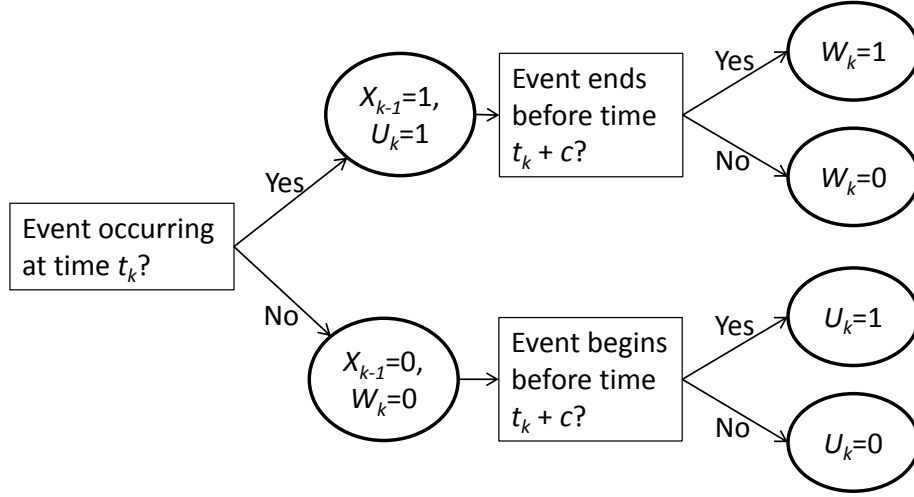 Event occurring
at time t_k?
Yes
No
X_{k-1}=1,
U_k=1
Event ends
before time
t_k + c?
Yes
No
W_k=1
W_k=0
X_{k-1}=0,
W_k=0
Event begins
before time
t_k + c?
Yes
No
U_k=1
U_k=0